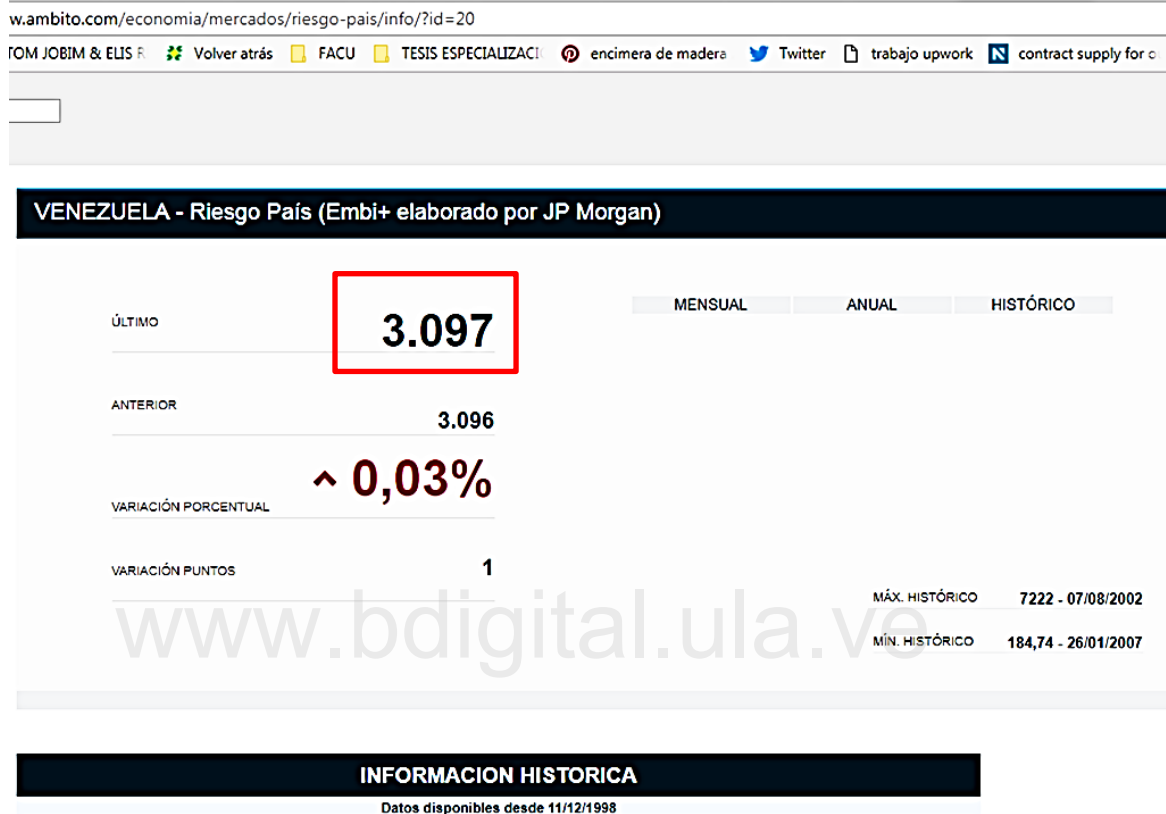 w.ambito.com/economia/mercados/riesgo-pais/info/?id=20
TOM JOBIM & ELIS R Volver atrás FACU TESIS ESPECIALIZACI encimera de madera Twitter trabajo upwork contract supply for o
VENEZUELA - Riesgo País (Embi+ elaborado por JP Morgan)
MENSUAL ANUAL HISTÓRICO
ÚLTIMO 3.097
ANTERIOR 3.096
VARIACIÓN PORCENTUAL ^ 0,03%
VARIACIÓN PUNTOS 1
MÁX. HISTÓRICO 7222 - 07/08/2002
MÍN. HISTÓRICO 184,74 - 26/01/2007
www.bdigital.ula.ve
INFORMACION HISTORICA
Datos disponibles desde 11/12/1998